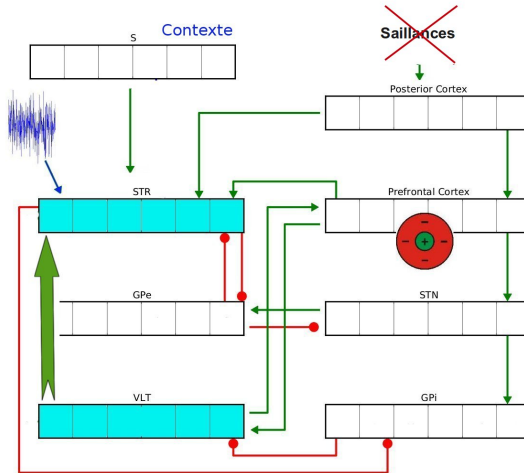 Contexte
Saillances
S
Posterior Cortex
STR
Prefrontal Cortex
GPe
STN
VLT
GPi